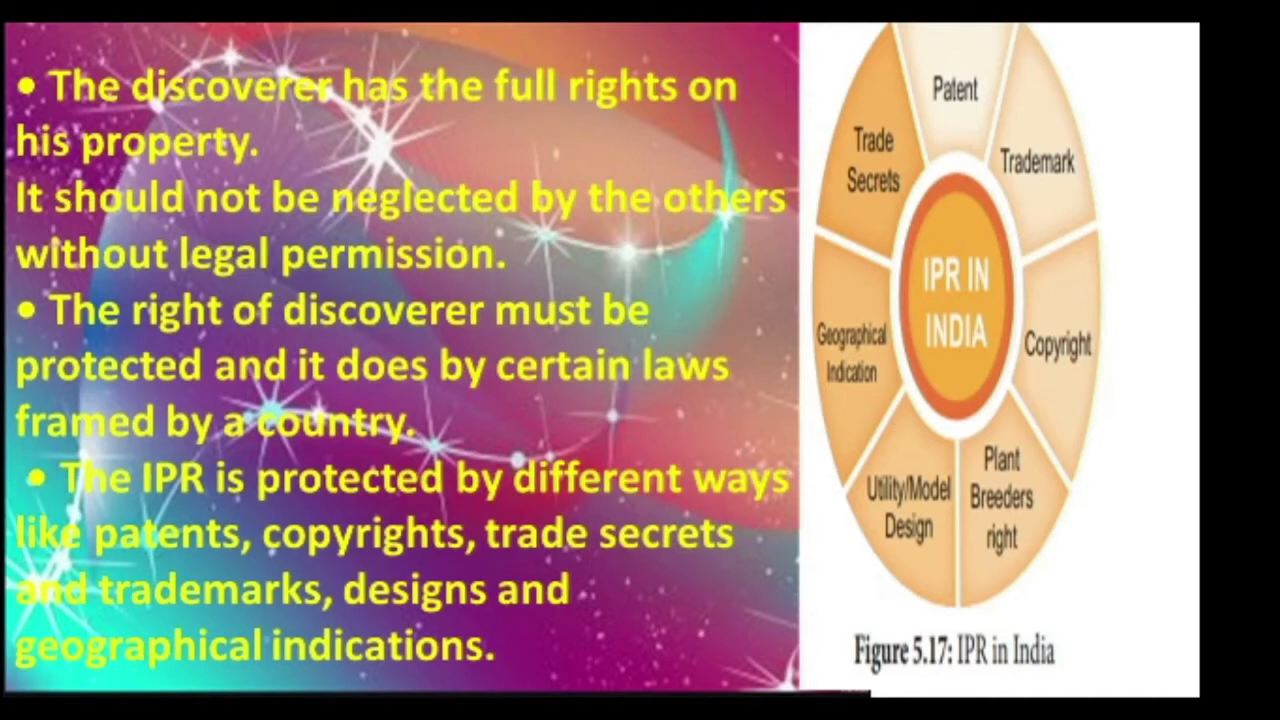 • The discoverer has the full rights on
his property.
It should not be neglected by the others
without legal permission.
• The right of discoverer must be
protected and it does by certain laws
framed by a country.
• The IPR is protected by different ways
like patents, copyrights, trade secrets
and trademarks, designs and
geographical indications.
Patent
Trademark
Copyright
Plant
Breeders
right
Utility/Model
Design
Geographical
Indication
Trade
Secrets
IPR IN
INDIA
Figure 5.17: IPR in India